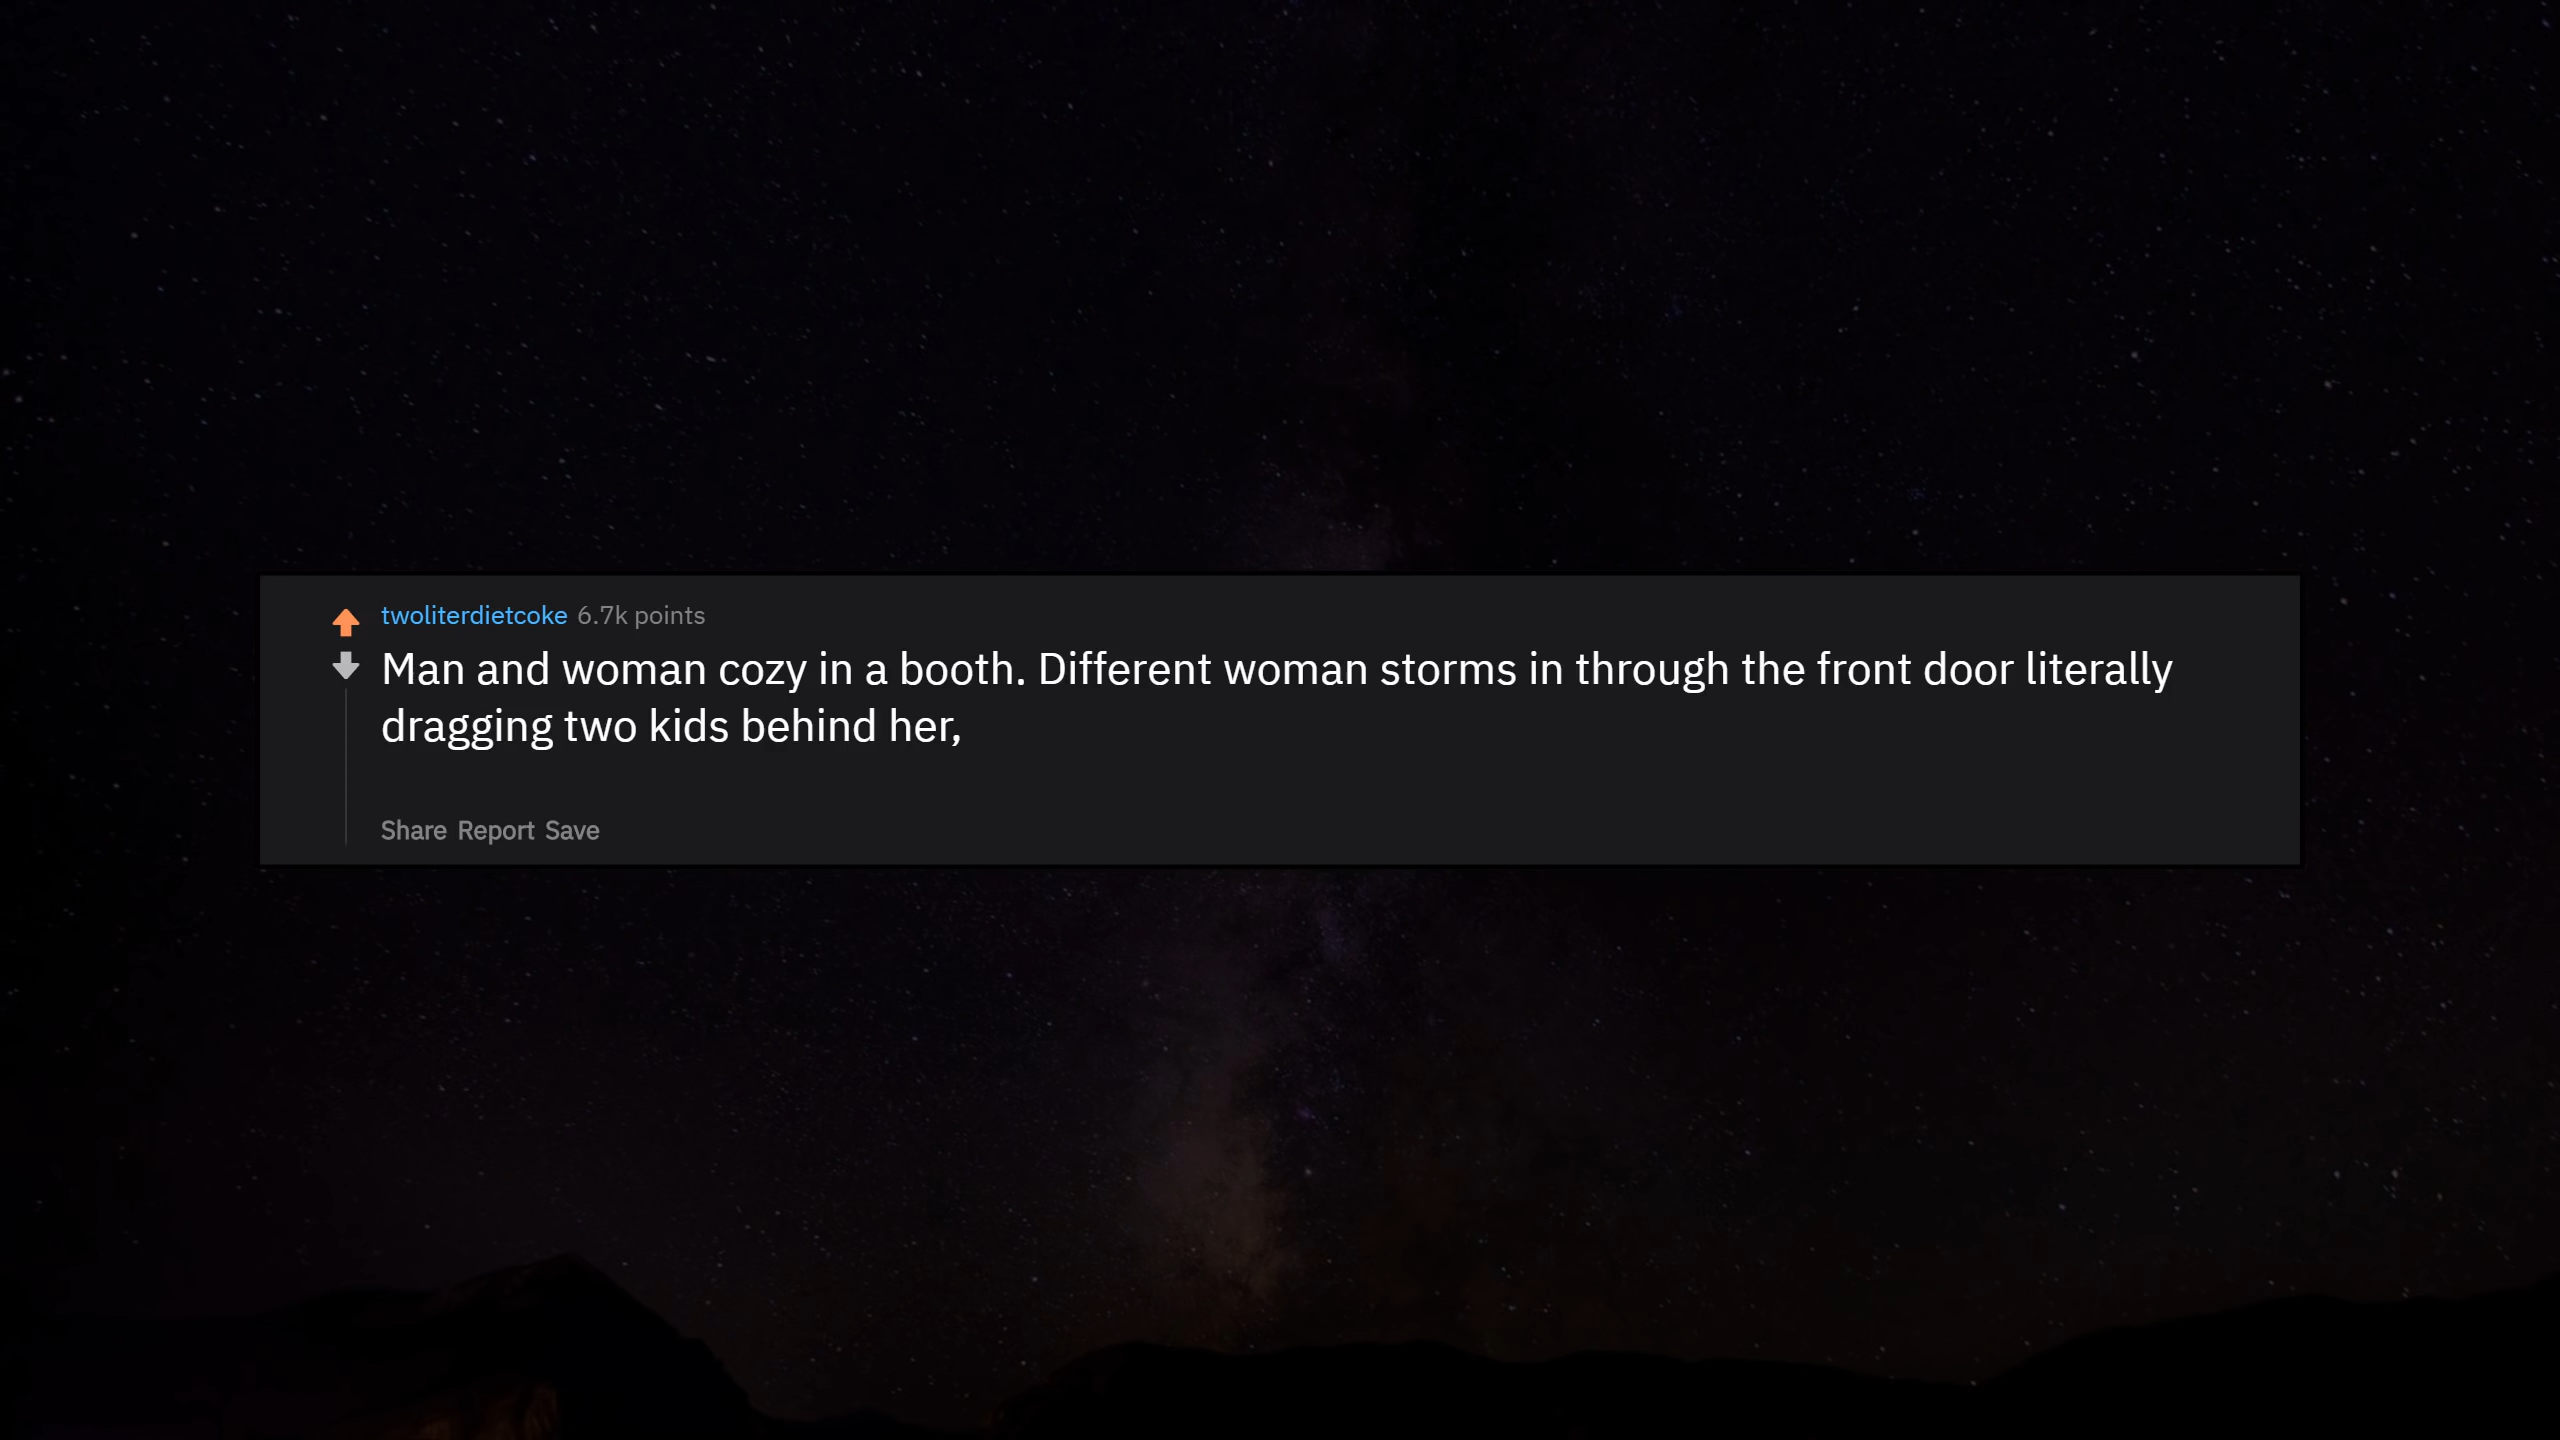 twoliterdietcoke 6.7k points
Man and woman cozy in a booth. Different woman storms in through the front door literally
dragging two kids behind her,
Share Report Save